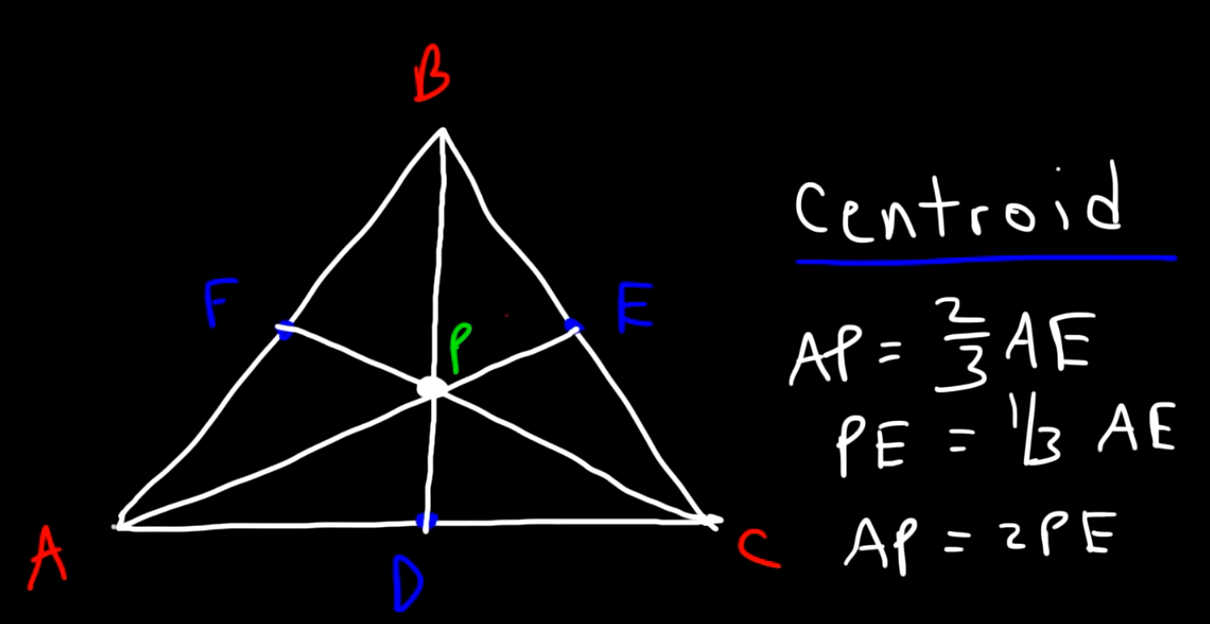 B
Centroid
F
E
P
AP = 2/3 AE
PE = 1/3 AE
A
D
C
AP = 2PE